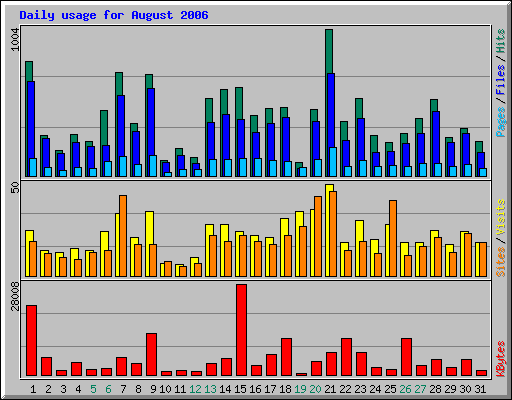 Daily usage for August 2006
1004
Pages / Files / Hits
50
Sites / Visits
28008
KBytes
1 2 3 4 5 6 7 8 9 10 11 12 13 14 15 16 17 18 19 20 21 22 23 24 25 26 27 28 29 30 31